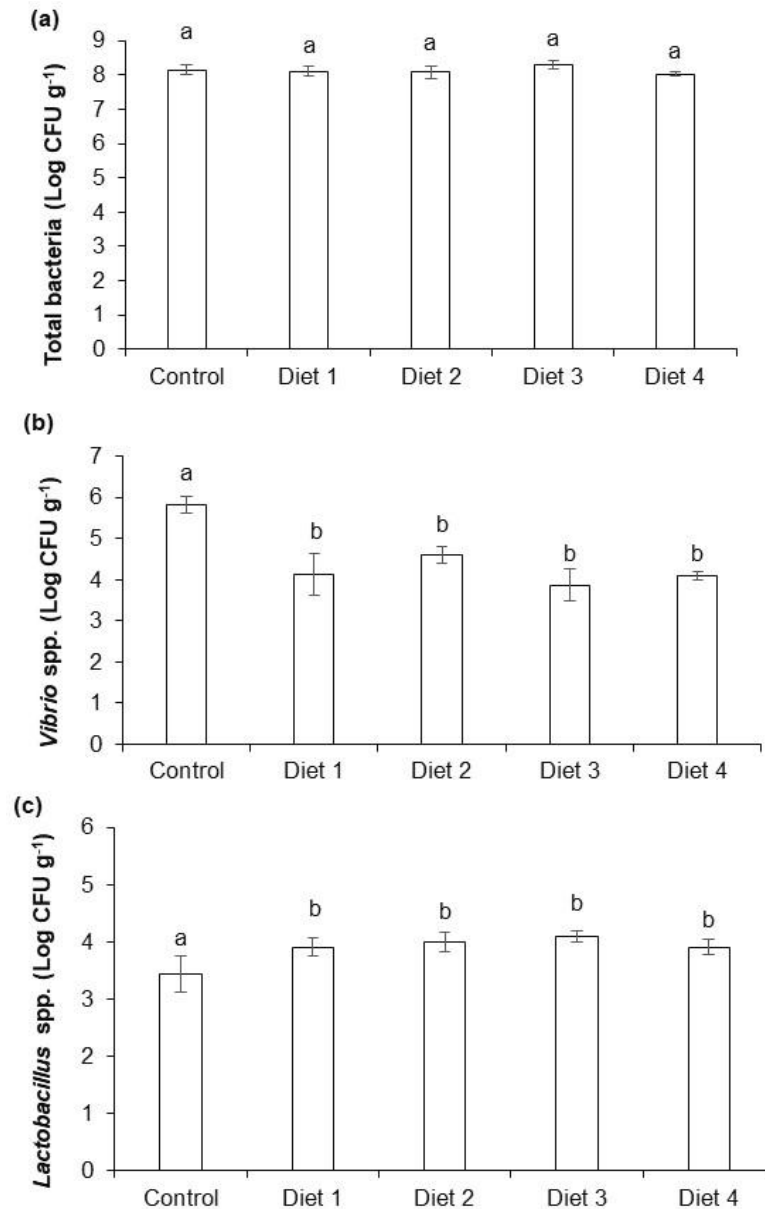 (a)
Total bacteria (Log CFU g-1)
9
8
7
6
5
4
3
2
1
0
a
a
a
a
a
Control Diet 1 Diet 2 Diet 3 Diet 4
(b)
Vibrio spp. (Log CFU g-1)
7
6
5
4
3
2
1
0
a
b
b
b
b
Control Diet 1 Diet 2 Diet 3 Diet 4
(c)
Lactobacillus spp. (Log CFU g-1)
6
5
4
3
2
1
0
a
b
b
b
b
Control Diet 1 Diet 2 Diet 3 Diet 4